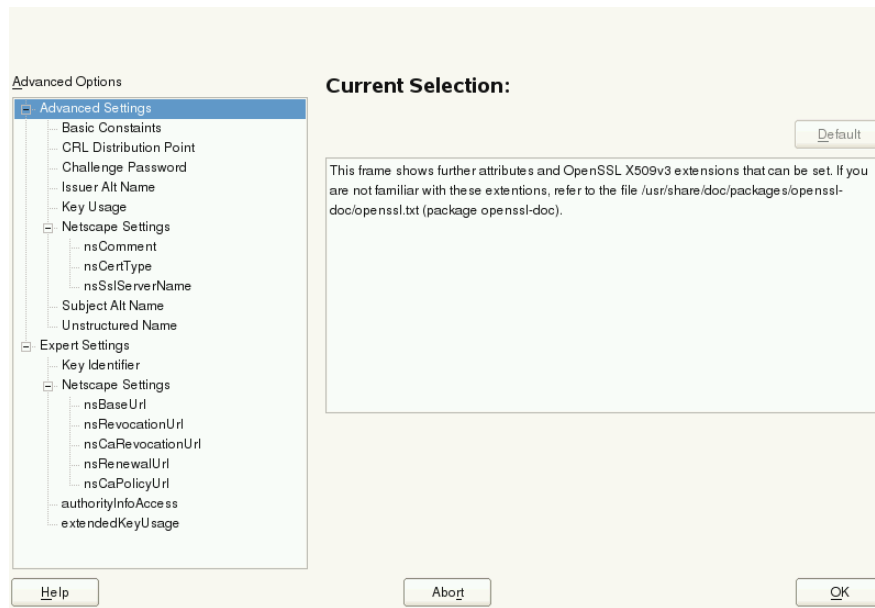 Advanced Options
Advanced Settings
Basic Constaints
CRL Distribution Point
Challenge Password
Issuer Alt Name
Key Usage
Netscape Settings
nsComment
nsCertType
nsSslServerName
Subject Alt Name
Unstructured Name
Expert Settings
Key Identifier
Netscape Settings
nsBaseUrl
nsRevocationUrl
nsCaRevocationUrl
nsRenewalUrl
nsCaPolicyUrl
authorityInfoAccess
extendedKeyUsage
Current Selection:
Default
This frame shows further attributes and OpenSSL X509v3 extensions that can be set. If you
are not familiar with these extentions, refer to the file /usr/share/doc/packages/openssl-
doc/openssl.txt (package openssl-doc).
Help
Abort
OK